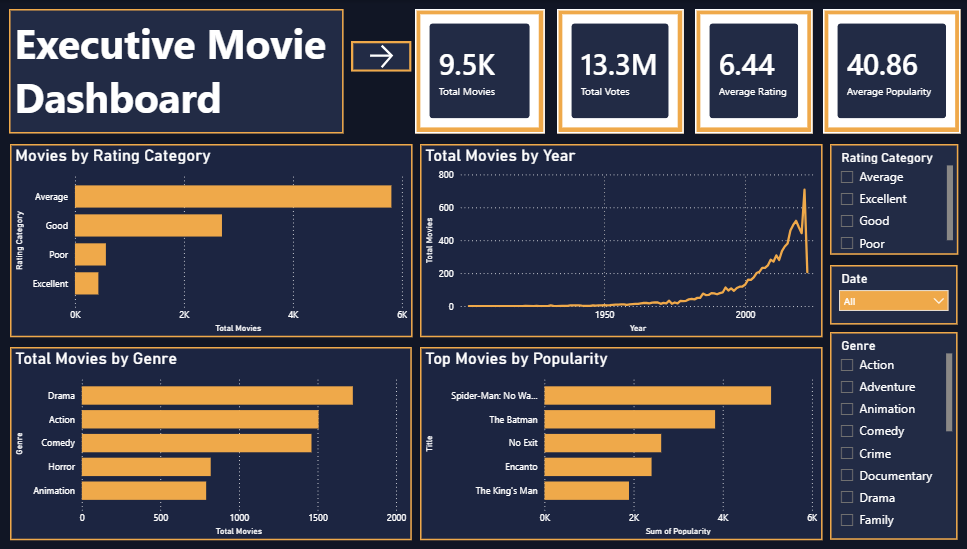 Executive Movie
Dashboard
9.5K
Total Movies
13.3M
Total Votes
6.44
Average Rating
40.86
Average Popularity
Movies by Rating Category
Rating Category
Average
Good
Poor
Excellent
0K
2K
4K
6K
Total Movies
Total Movies by Year
Total Movies
800
600
400
200
0
1950
2000
Year
Rating Category
Average
Excellent
Good
Poor
Date
All
Total Movies by Genre
Genre
Drama
Action
Comedy
Horror
Animation
0
500
1000
1500
2000
Total Movies
Top Movies by Popularity
Title
Spider-Man: No Wa...
The Batman
No Exit
Encanto
The King's Man
0K
2K
4K
6K
Sum of Popularity
Genre
Action
Adventure
Animation
Comedy
Crime
Documentary
Drama
Family